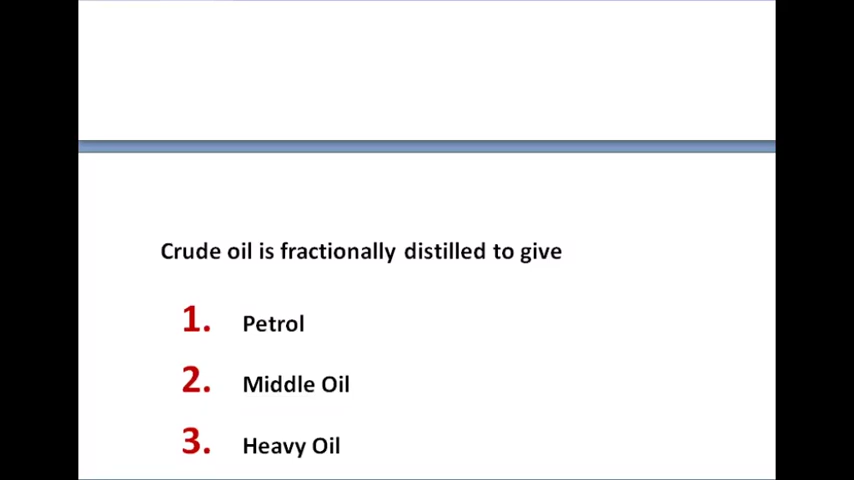 Crude oil is fractionally distilled to give
1. Petrol
2. Middle Oil
3. Heavy Oil